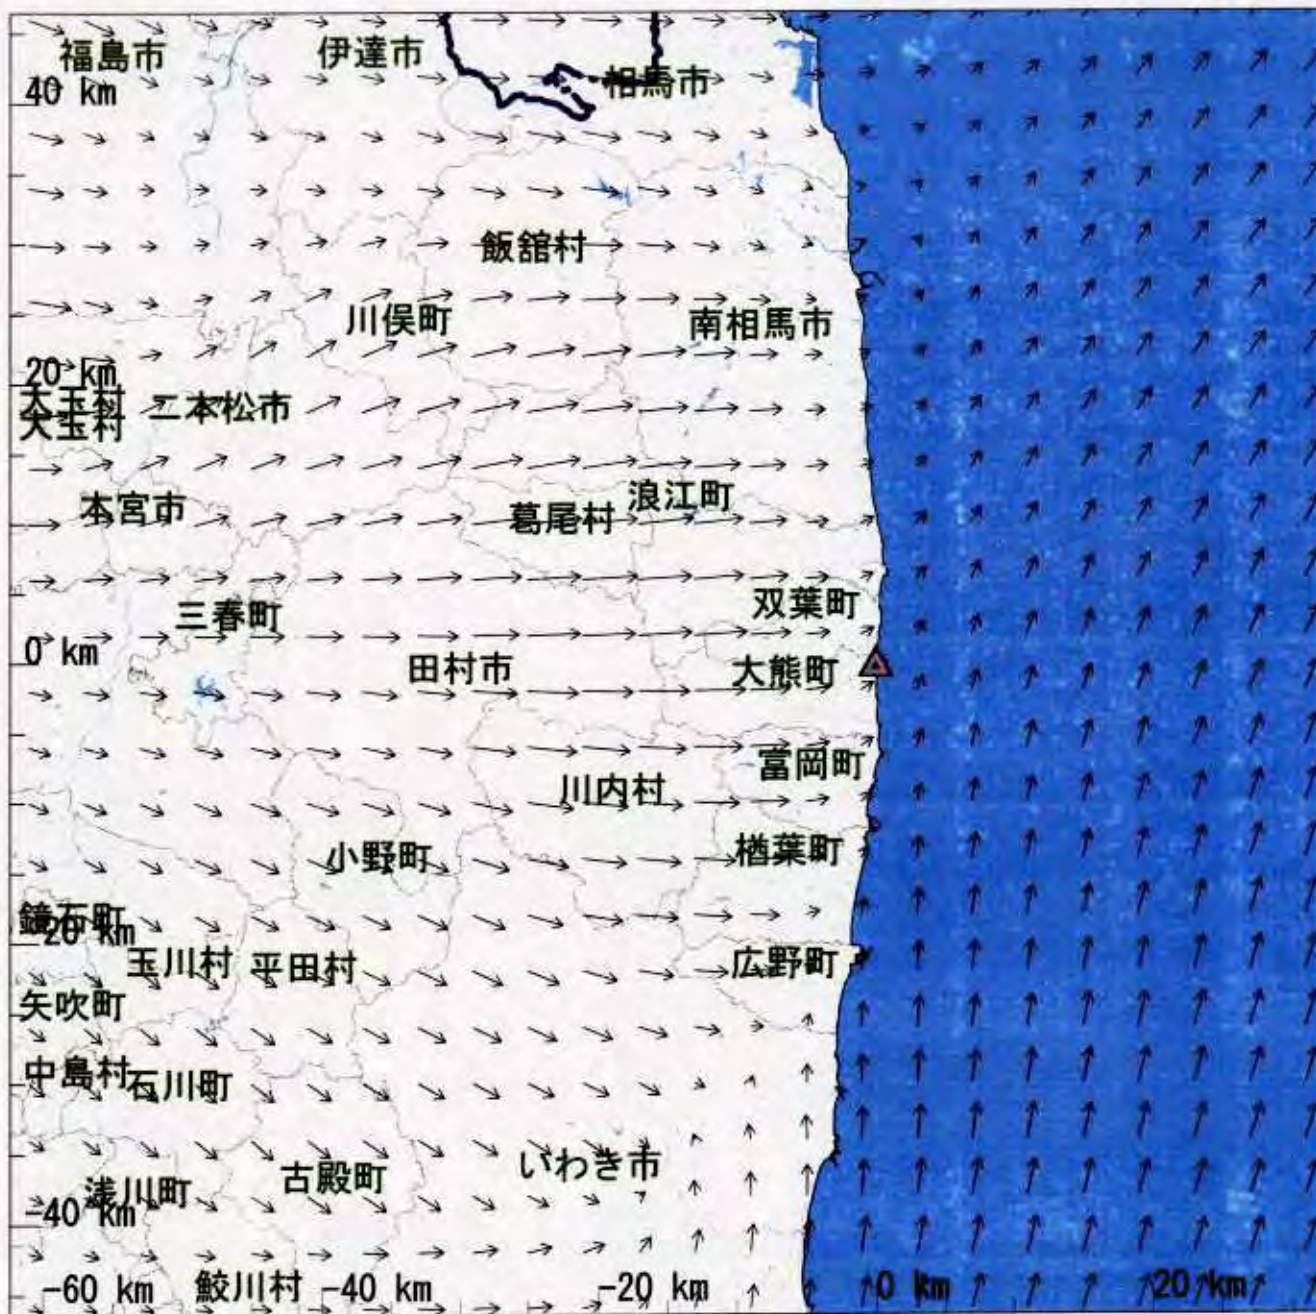 福島市 伊達市
相馬市
40 km
飯舘村
川俣町 南相馬市
20 km
大玉村 二本松市
大玉村
浪江町
本宮市 葛尾村
双葉町
三春町
0 km 田村市 大熊町
富岡町
川内村
小野町 楢葉町
鏡石町
-20 km
玉川村 平田村 広野町
矢吹町
中島村 石川町
いわき市
浅川町 古殿町
-40 km
-60 km 鮫川村 -40 km -20 km 0 km 20 km